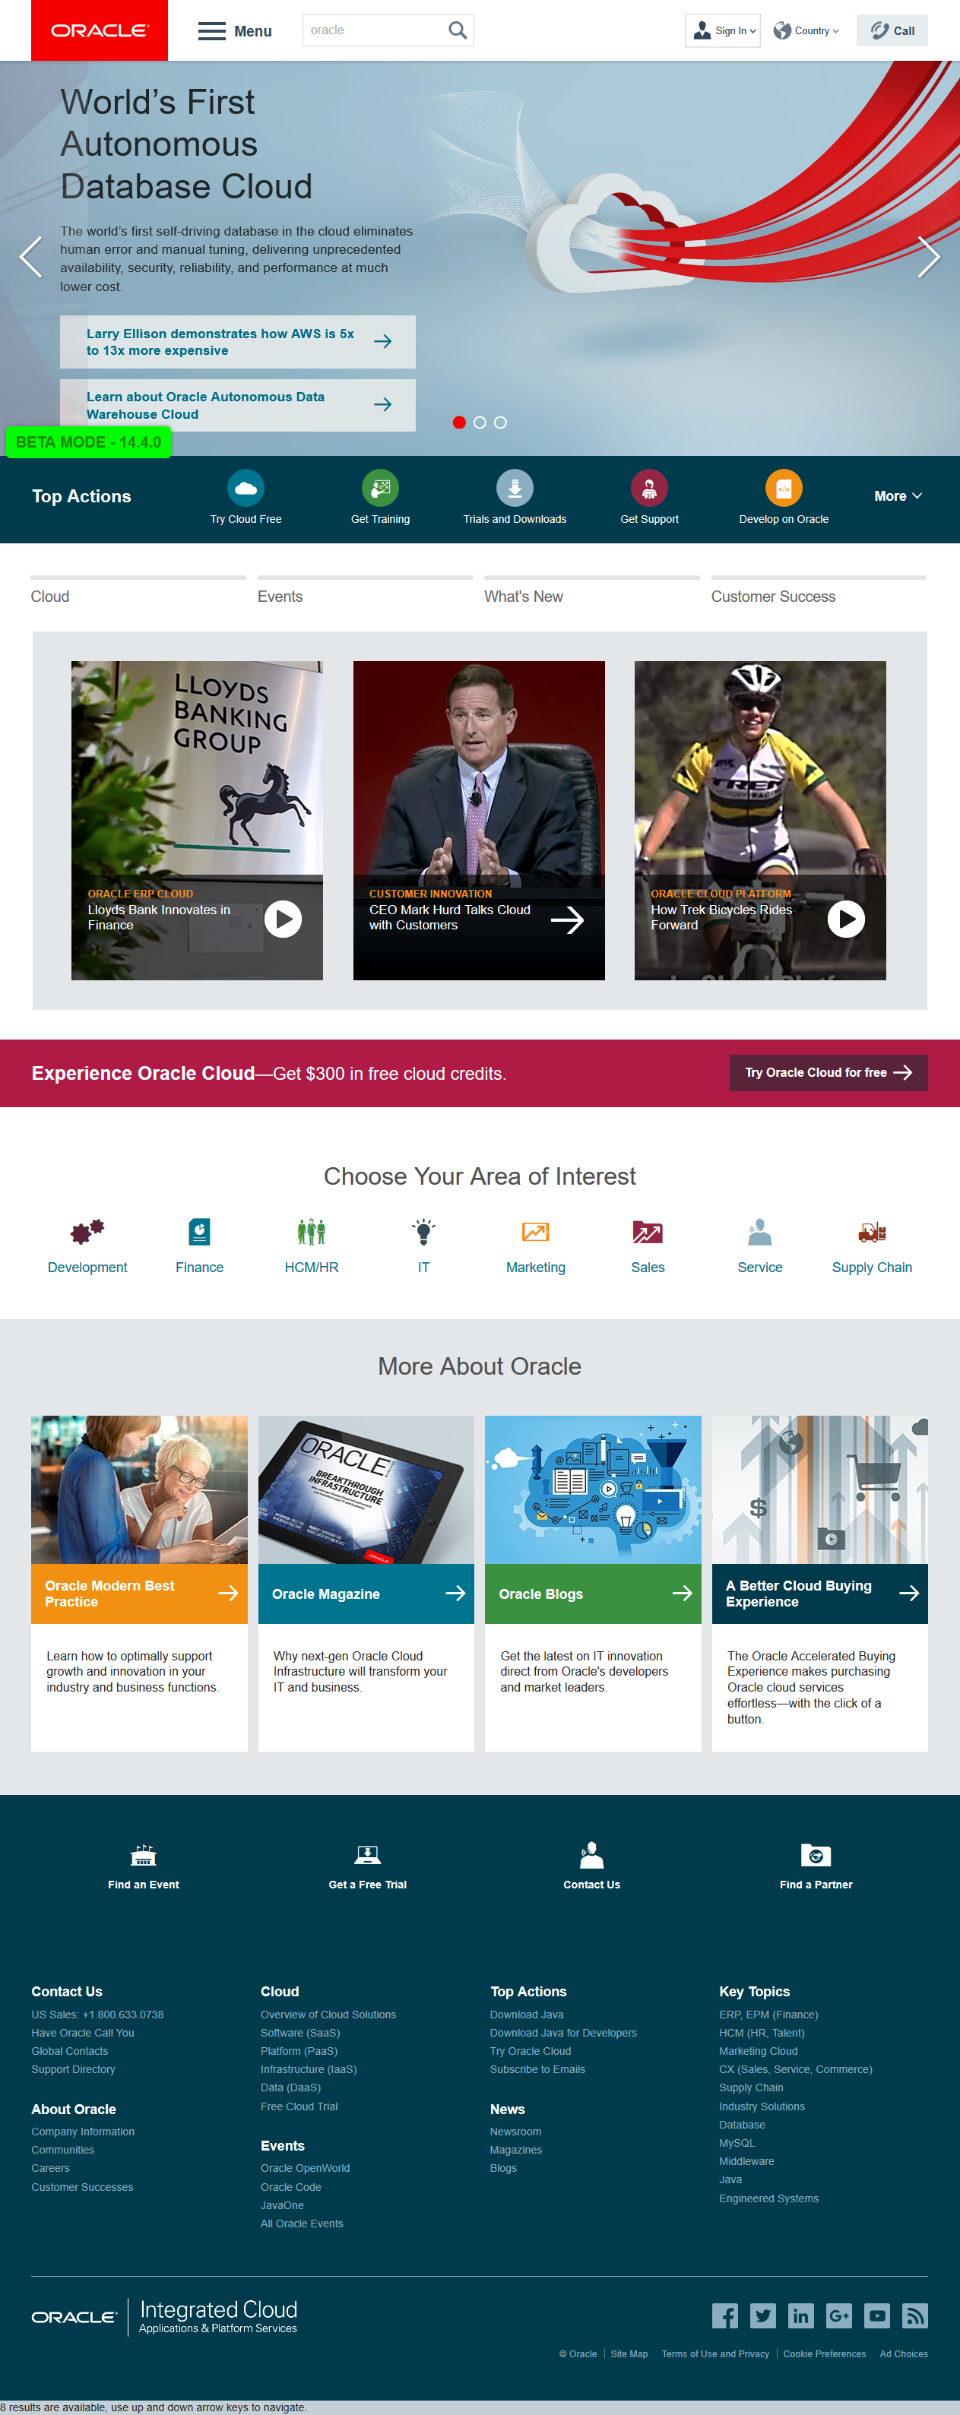 ORACLE
Menu
oracle
Sign In
Country
Call
World's First
Autonomous
Database Cloud
The world's first self-driving database in the cloud eliminates
human error and manual tuning, delivering unprecedented
availability, security, reliability, and performance at much
lower cost.
Larry Ellison demonstrates how AWS is 5x
to 13x more expensive
Learn about Oracle Autonomous Data
Warehouse Cloud
BETA MODE - 14.4.0
Top Actions
Try Cloud Free
Get Training
Trials and Downloads
Get Support
Develop on Oracle
More
Cloud
Events
What's New
Customer Success
LLOYDS
BANKING
GROUP
ORACLE ERP CLOUD
Lloyds Bank Innovates in
Finance
CUSTOMER INNOVATION
CEO Mark Hurd Talks Cloud
with Customers
TREK
ORACLE CLOUD PLATFORM
How Trek Bicycles Rides
Forward
Experience Oracle Cloud—Get $300 in free cloud credits.
Try Oracle Cloud for free
Choose Your Area of Interest
Development
Finance
HCM/HR
IT
Marketing
Sales
Service
Supply Chain
More About Oracle
ORACLE
BREAKTHROUGH
INFRASTRUCTURE
$
Oracle Modern Best
Practice
Oracle Magazine
Oracle Blogs
A Better Cloud Buying
Experience
Learn how to optimally support
growth and innovation in your
industry and business functions.
Why next-gen Oracle Cloud
Infrastructure will transform your
IT and business.
Get the latest on IT innovation
direct from Oracle's developers
and market leaders.
The Oracle Accelerated Buying
Experience makes purchasing
Oracle cloud services
effortless—with the click of a
button.
Find an Event
Get a Free Trial
Contact Us
Find a Partner
Contact Us
US Sales: +1.800.633.0738
Have Oracle Call You
Global Contacts
Support Directory
About Oracle
Company Information
Communities
Careers
Customer Successes
Cloud
Overview of Cloud Solutions
Software (SaaS)
Platform (PaaS)
Infrastructure (IaaS)
Data (DaaS)
Free Cloud Trial
Events
Oracle OpenWorld
Oracle Code
JavaOne
All Oracle Events
Top Actions
Download Java
Download Java for Developers
Try Oracle Cloud
Subscribe to Emails
News
Newsroom
Magazines
Blogs
Key Topics
ERP, EPM (Finance)
HCM (HR, Talent)
Marketing Cloud
CX (Sales, Service, Commerce)
Supply Chain
Industry Solutions
Database
MySQL
Middleware
Java
Engineered Systems
ORACLE
Integrated Cloud
Applications & Platform Services
© Oracle
Site Map
Terms of Use and Privacy
Cookie Preferences
Ad Choices
8 results are available, use up and down arrow keys to navigate.